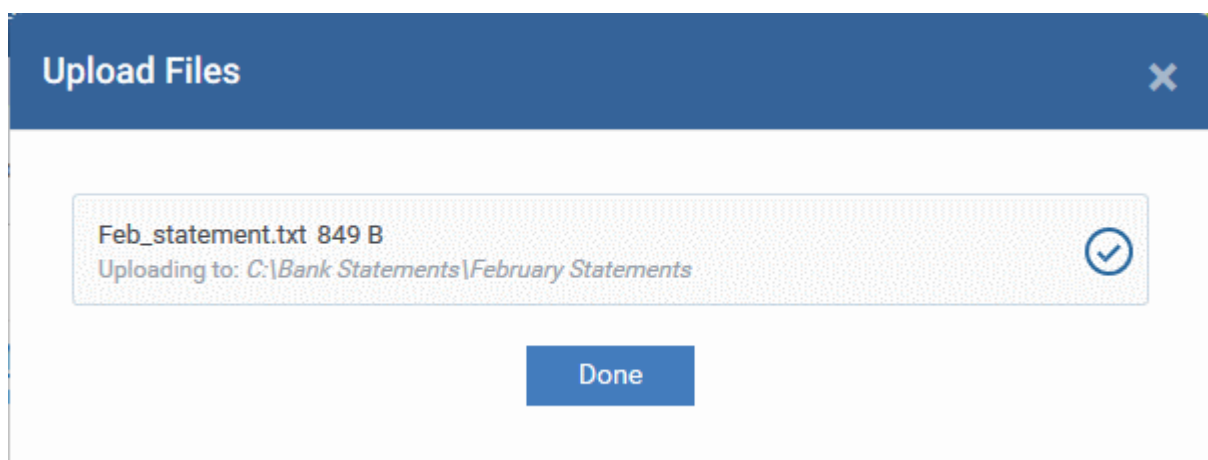 Upload Files
Feb_statement.txt 849 B
Uploading to: C:\Bank Statements\February Statements
Done